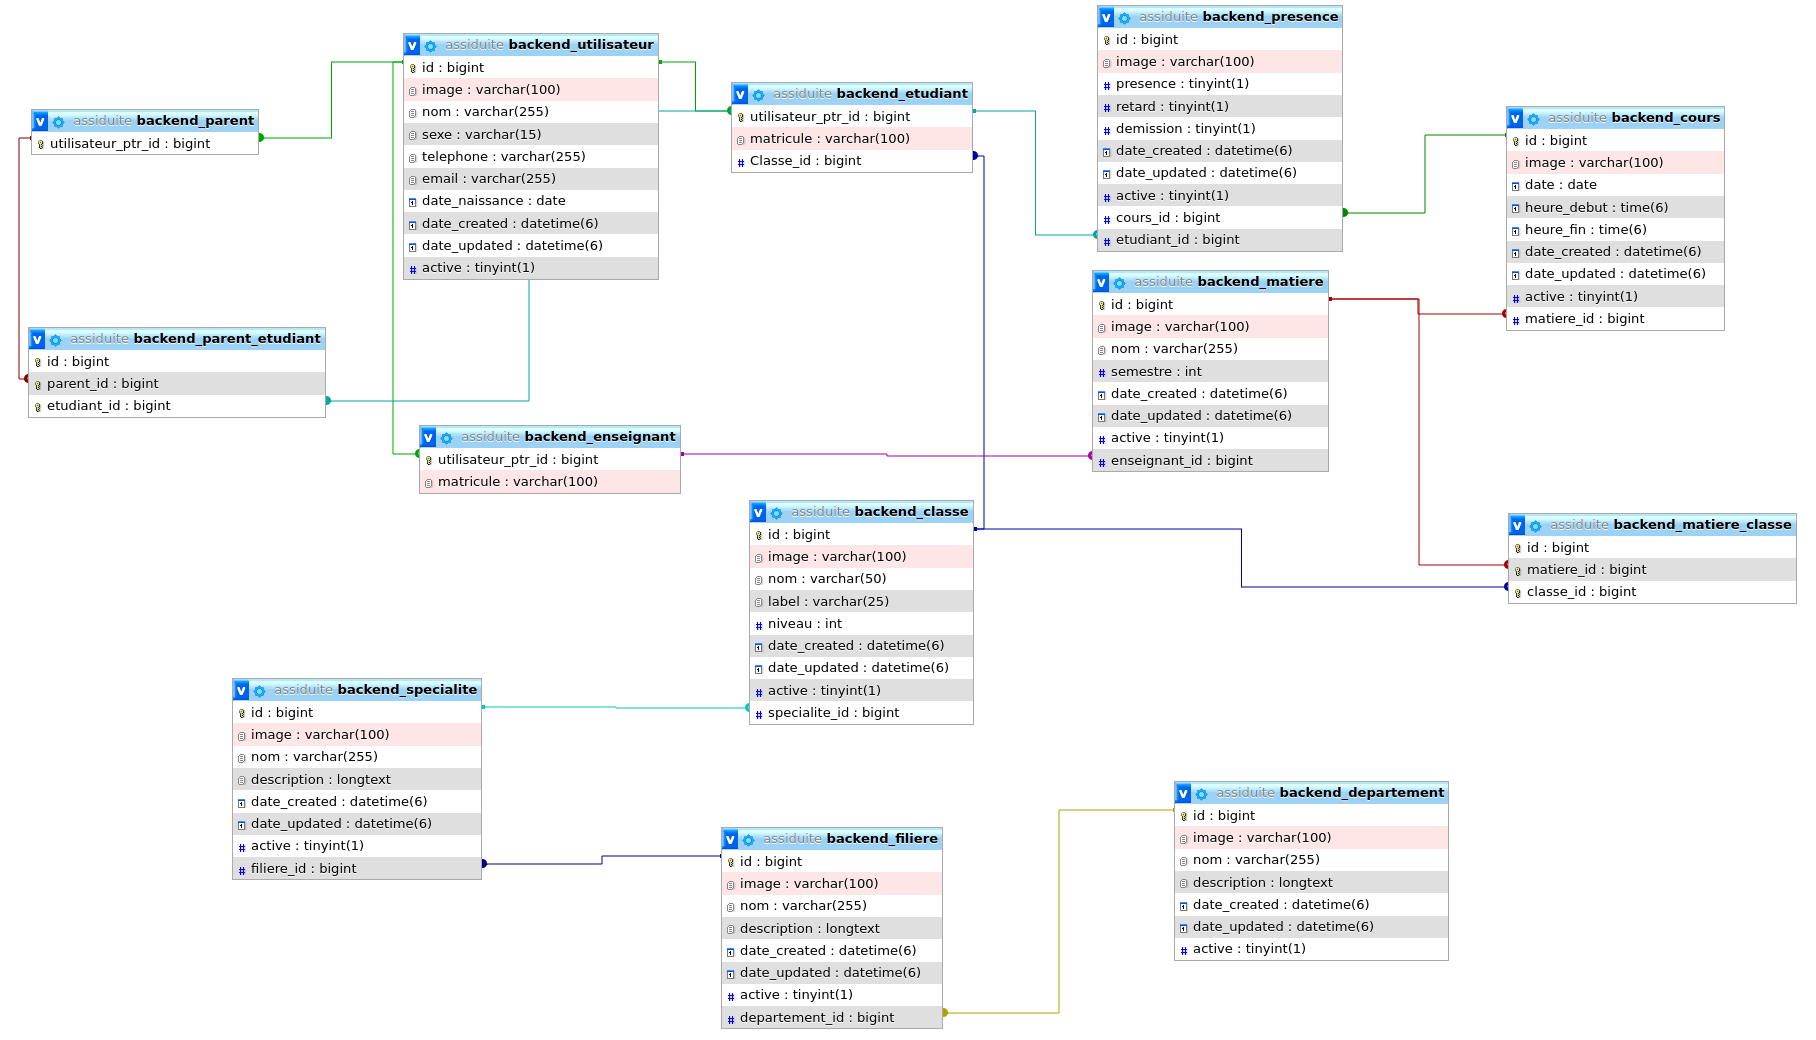 assiduite backend_utilisateur
id : bigint
image : varchar(100)
nom : varchar(255)
sexe : varchar(15)
telephone : varchar(255)
email : varchar(255)
date_naissance : date
date_created : datetime(6)
date_updated : datetime(6)
active : tinyint(1)
assiduite backend_parent
utilisateur_ptr_id : bigint
assiduite backend_etudiant
utilisateur_ptr_id : bigint
matricule : varchar(100)
Classe_id : bigint
assiduite backend_presence
id : bigint
image : varchar(100)
presence : tinyint(1)
retard : tinyint(1)
demission : tinyint(1)
date_created : datetime(6)
date_updated : datetime(6)
active : tinyint(1)
cours_id : bigint
etudiant_id : bigint
assiduite backend_cours
id : bigint
image : varchar(100)
date : date
heure_debut : time(6)
heure_fin : time(6)
date_created : datetime(6)
date_updated : datetime(6)
active : tinyint(1)
matiere_id : bigint
assiduite backend_parent_etudiant
id : bigint
parent_id : bigint
etudiant_id : bigint
assiduite backend_matiere
id : bigint
image : varchar(100)
nom : varchar(255)
semestre : int
date_created : datetime(6)
date_updated : datetime(6)
active : tinyint(1)
enseignant_id : bigint
assiduite backend_enseignant
utilisateur_ptr_id : bigint
matricule : varchar(100)
assiduite backend_classe
id : bigint
image : varchar(100)
nom : varchar(50)
label : varchar(25)
niveau : int
date_created : datetime(6)
date_updated : datetime(6)
active : tinyint(1)
specialite_id : bigint
assiduite backend_matiere_classe
id : bigint
matiere_id : bigint
classe_id : bigint
assiduite backend_specialite
id : bigint
image : varchar(100)
nom : varchar(255)
description : longtext
date_created : datetime(6)
date_updated : datetime(6)
active : tinyint(1)
filiere_id : bigint
assiduite backend_filiere
id : bigint
image : varchar(100)
nom : varchar(255)
description : longtext
date_created : datetime(6)
date_updated : datetime(6)
active : tinyint(1)
departement_id : bigint
assiduite backend_departement
id : bigint
image : varchar(100)
nom : varchar(255)
description : longtext
date_created : datetime(6)
date_updated : datetime(6)
active : tinyint(1)